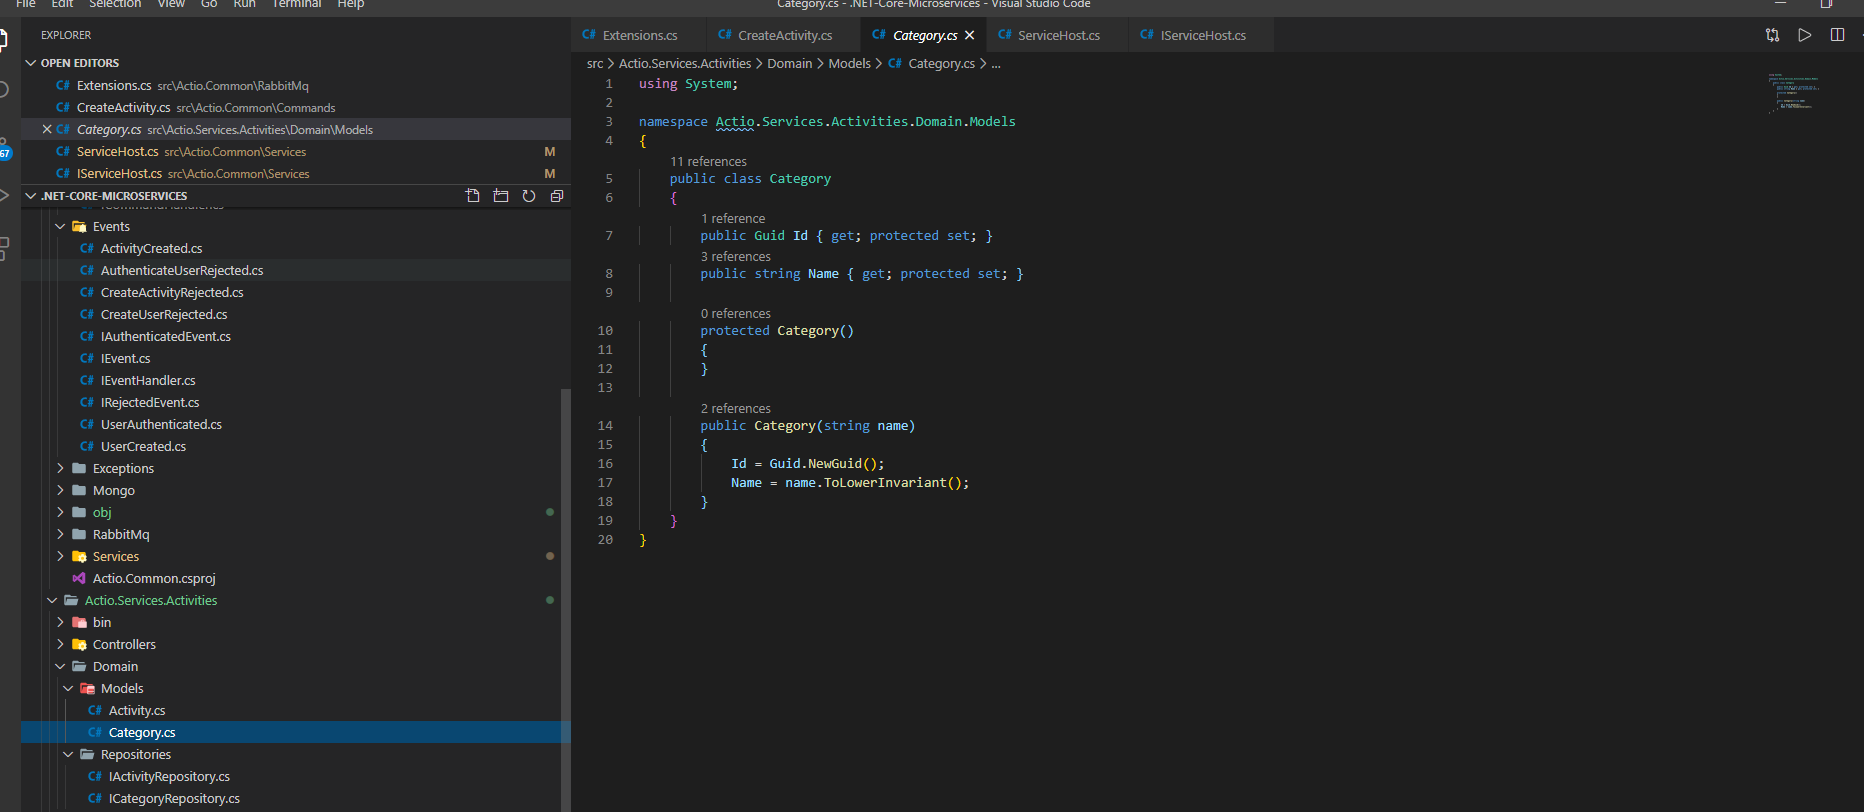 File Edit Selection View Go Run Terminal Help
Category.cs - .NET-Core-Microservices - Visual Studio Code
EXPLORER
OPEN EDITORS
C# Extensions.cs src\Actio.Common\RabbitMq
C# CreateActivity.cs src\Actio.Common\Commands
C# Category.cs src\Actio.Services.Activities\Domain\Models
C# ServiceHost.cs src\Actio.Common\Services M
C# IServiceHost.cs src\Actio.Common\Services M
67
.NET-CORE-MICROSERVICES
Events
C# ActivityCreated.cs
C# AuthenticateUserRejected.cs
C# CreateActivityRejected.cs
C# CreateUserRejected.cs
C# IAuthenticatedEvent.cs
C# IEvent.cs
C# IEventHandler.cs
C# IRejectedEvent.cs
C# UserAuthenticated.cs
C# UserCreated.cs
Exceptions
Mongo
obj
RabbitMq
Services
Actio.Common.csproj
Actio.Services.Activities
bin
Controllers
Domain
Models
C# Activity.cs
C# Category.cs
Repositories
C# IActivityRepository.cs
C# ICategoryRepository.cs
C# Extensions.cs C# CreateActivity.cs C# Category.cs C# ServiceHost.cs C# IServiceHost.cs
src > Actio.Services.Activities > Domain > Models > C# Category.cs > ...
1 using System;
2
3 namespace Actio.Services.Activities.Domain.Models
4 {
11 references
5 public class Category
6 {
1 reference
7 public Guid Id { get; protected set; }
3 references
8 public string Name { get; protected set; }
9
0 references
10 protected Category()
11 {
12 }
13
2 references
14 public Category(string name)
15 {
16 Id = Guid.NewGuid();
17 Name = name.ToLowerInvariant();
18 }
19 }
20 }